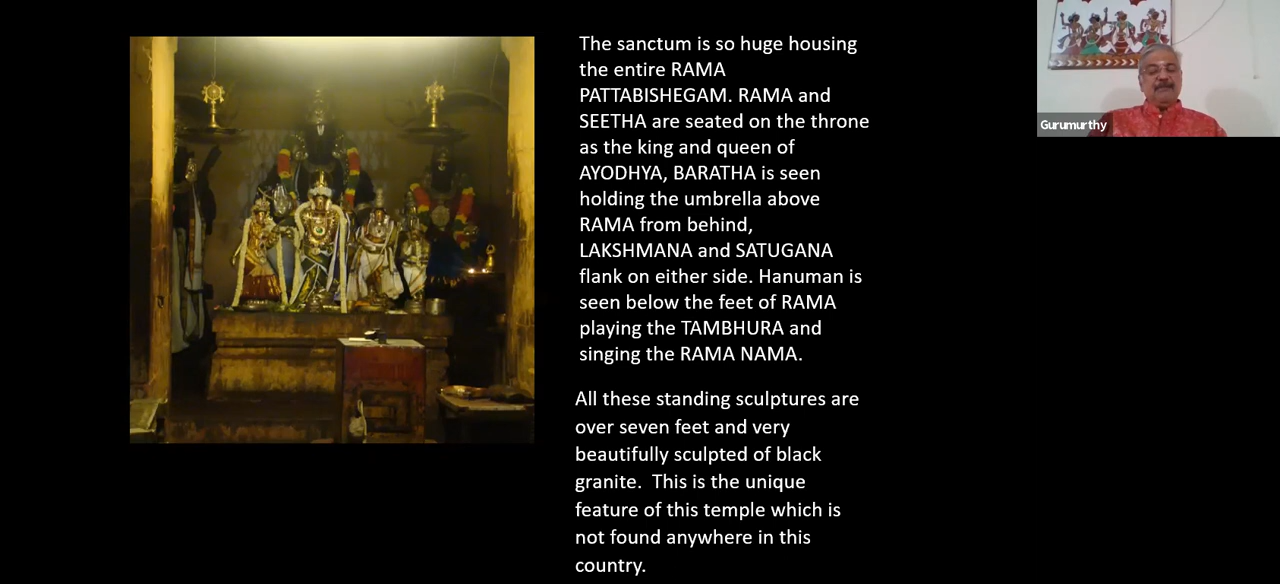 The sanctum is so huge housing
the entire RAMA
PATTABISHEGAM. RAMA and
SEETHA are seated on the throne
as the king and queen of
AYODHYA, BARATHA is seen
holding the umbrella above
RAMA from behind,
LAKSHMANA and SATUGANA
flank on either side. Hanuman is
seen below the feet of RAMA
playing the TAMBHURA and
singing the RAMA NAMA.
All these standing sculptures are
over seven feet and very
beautifully sculpted of black
granite.  This is the unique
feature of this temple which is
not found anywhere in this
country.
Gurumurthy